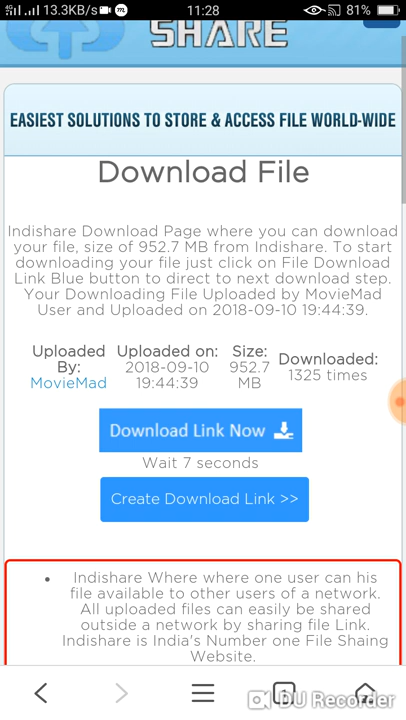 4G 13.3KB/s m 11:28 81%
SHARE
EASIEST SOLUTIONS TO STORE & ACCESS FILE WORLD-WIDE
Download File
Indishare Download Page where you can download
your file, size of 952.7 MB from Indishare. To start
downloading your file just click on File Download
Link Blue button to direct to next download step.
Your Downloading File Uploaded by MovieMad
User and Uploaded on 2018-09-10 19:44:39.
Uploaded By: MovieMad
Uploaded on: 2018-09-10 19:44:39
Size: 952.7 MB
Downloaded: 1325 times
Download Link Now
Wait 7 seconds
Create Download Link >>
• Indishare Where where one user can his
file available to other users of a network.
All uploaded files can easily be shared
outside a network by sharing file Link.
Indishare is India's Number one File Shaing
Website.
DU Recorder